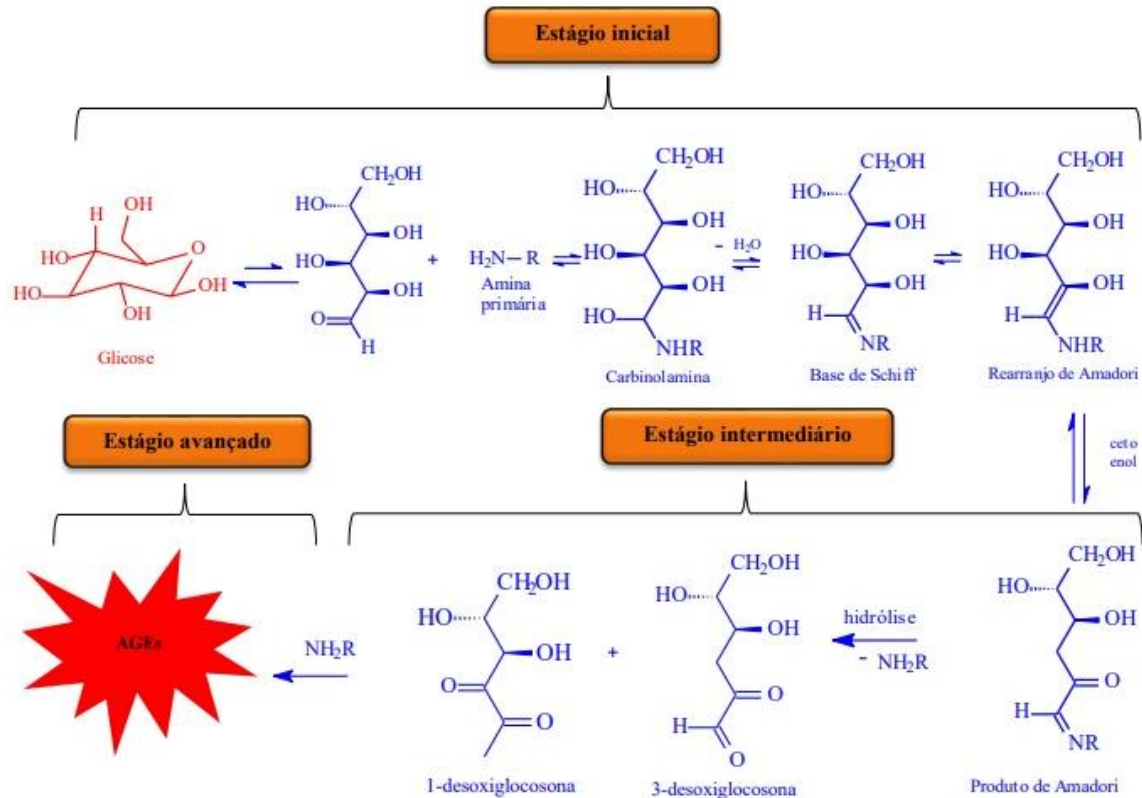 Estágio inicial
Glicose
H
OH
HO
HO
O
OH
OH
CH2OH
HO
OH
HO
OH
O
H
+
H2N─ R
Amina
primária
CH2OH
HO
OH
HO
OH
HO
NHR
Carbinolamina
- H2O
CH2OH
HO
OH
HO
OH
H
NR
Base de Schiff
CH2OH
HO
OH
HO
OH
H
NHR
Rearranjo de Amadori
ceto
enol
Estágio avançado
Estágio intermediário
AGEs
NH2R
CH2OH
HO
OH
O
O
1-desoxiglocosona
+
CH2OH
HO
OH
O
H
O
3-desoxiglocosona
hidrólise
- NH2R
CH2OH
HO
OH
O
H
NR
Produto de Amadori